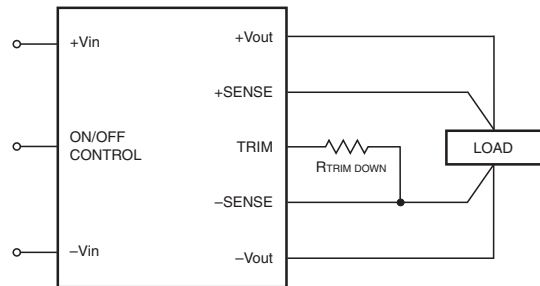 +Vin
+Vout
+SENSE
ON/OFF
CONTROL
TRIM
RTRIM DOWN
LOAD
–SENSE
–Vin
–Vout